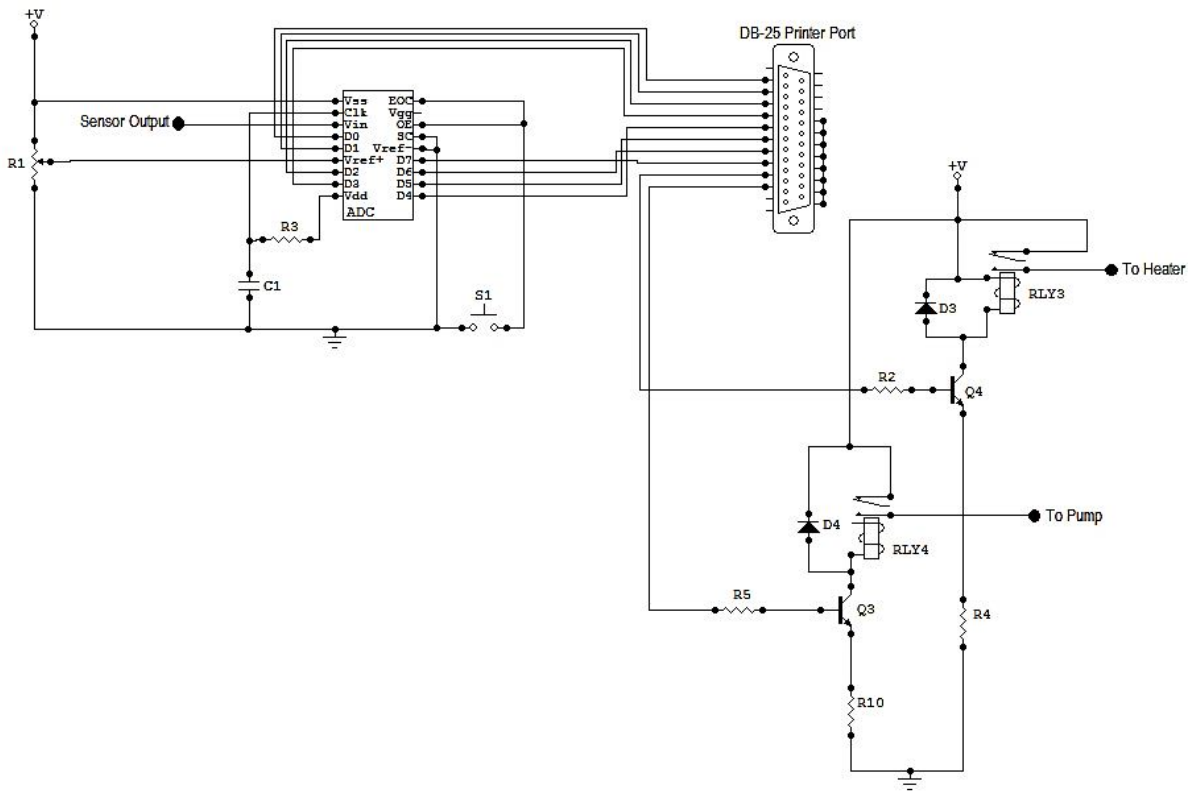 +V
DB-25 Printer Port
Vss EOC
Clk Vgg
Sensor Output Vin OE
D0 SC
D1 Vref-
R1 Vref+ D7
D2 D6
D3 D5
Vdd D4
ADC
+V
R3
To Heater
C1
S1
D3
RLY3
R2
Q4
To Pump
D4
RLY4
R5
Q3
R4
R10